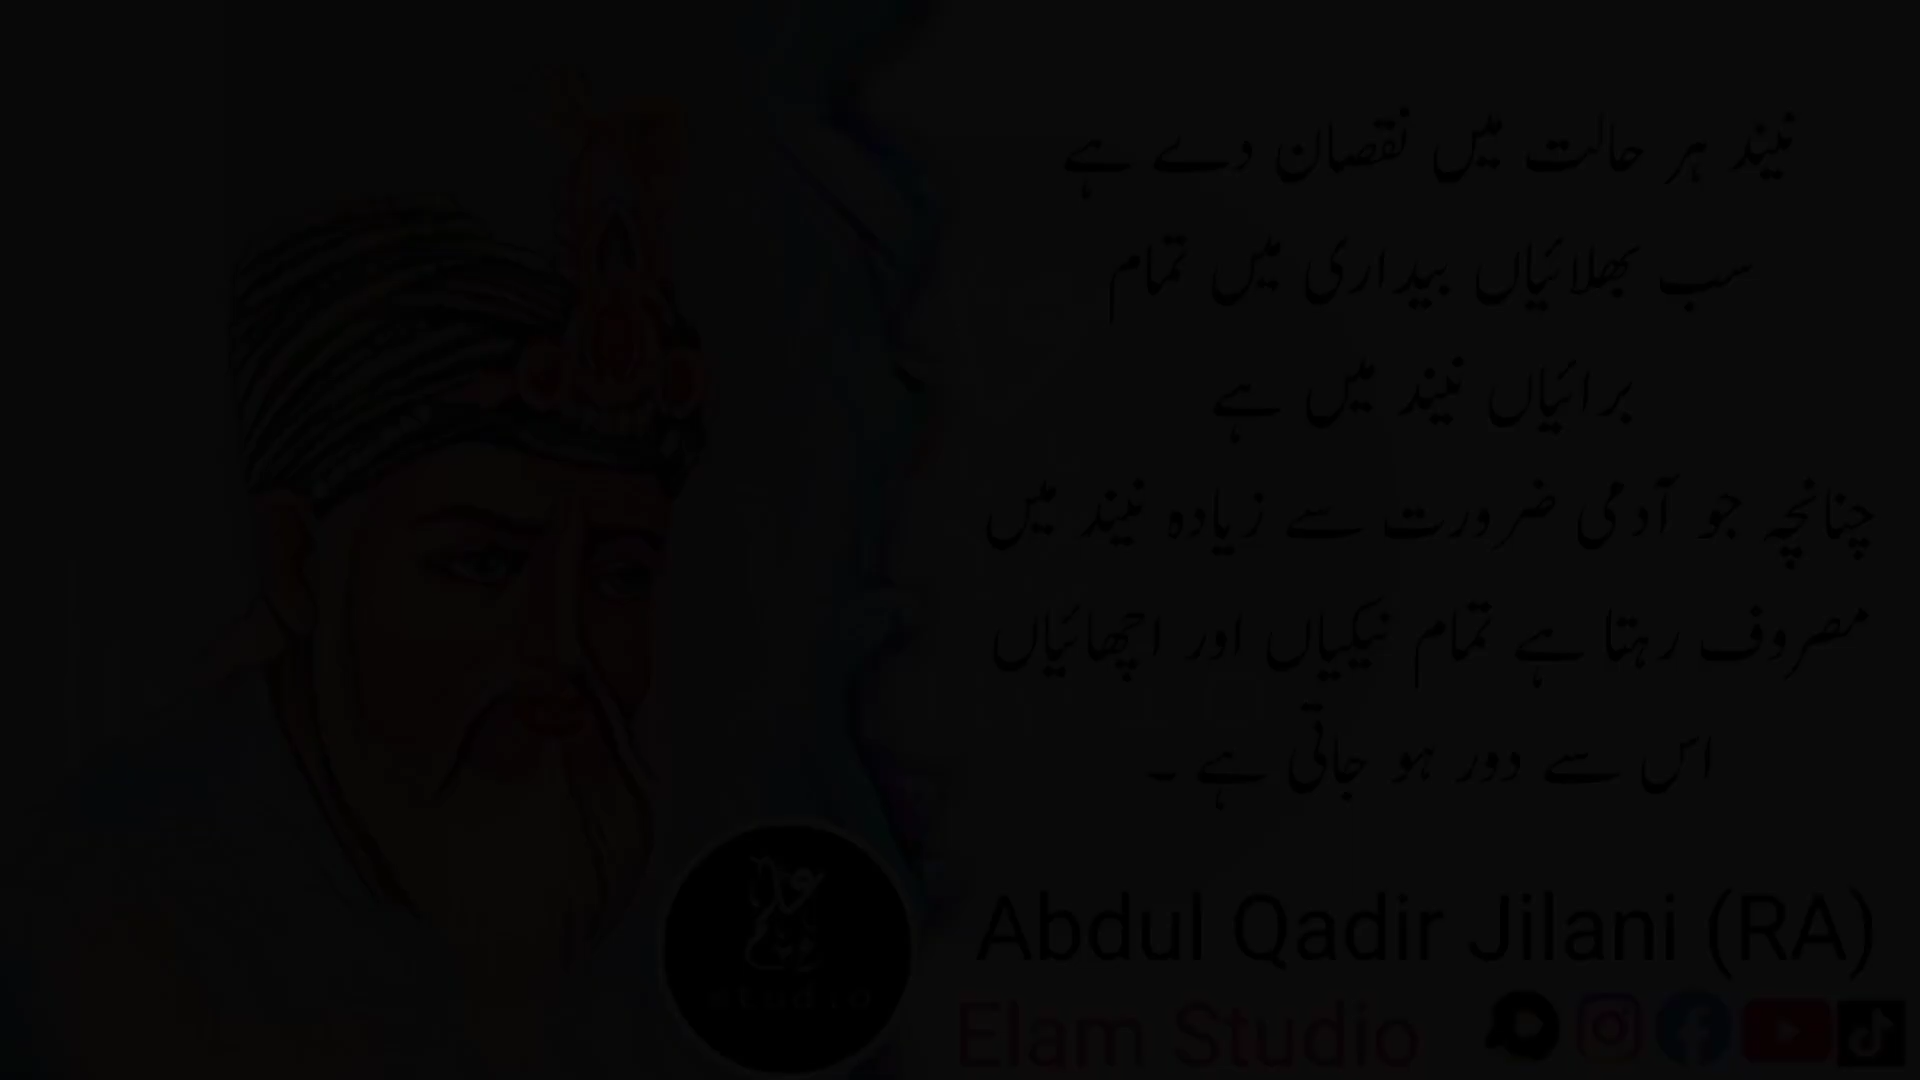 نیند ہر حالت میں نقصان دے ہے
سب بھلائیاں بیداری میں تمام
برائیاں نیند میں ہے
چنانچہ جو آدمی ضرورت سے زیادہ نیند میں
مصروف رہتا ہے تمام نیکیاں اور اچھائیاں
اس سے دور ہو جاتی ہے ۔
Abdul Qadir Jilani (RA)
Elam Studio
studio